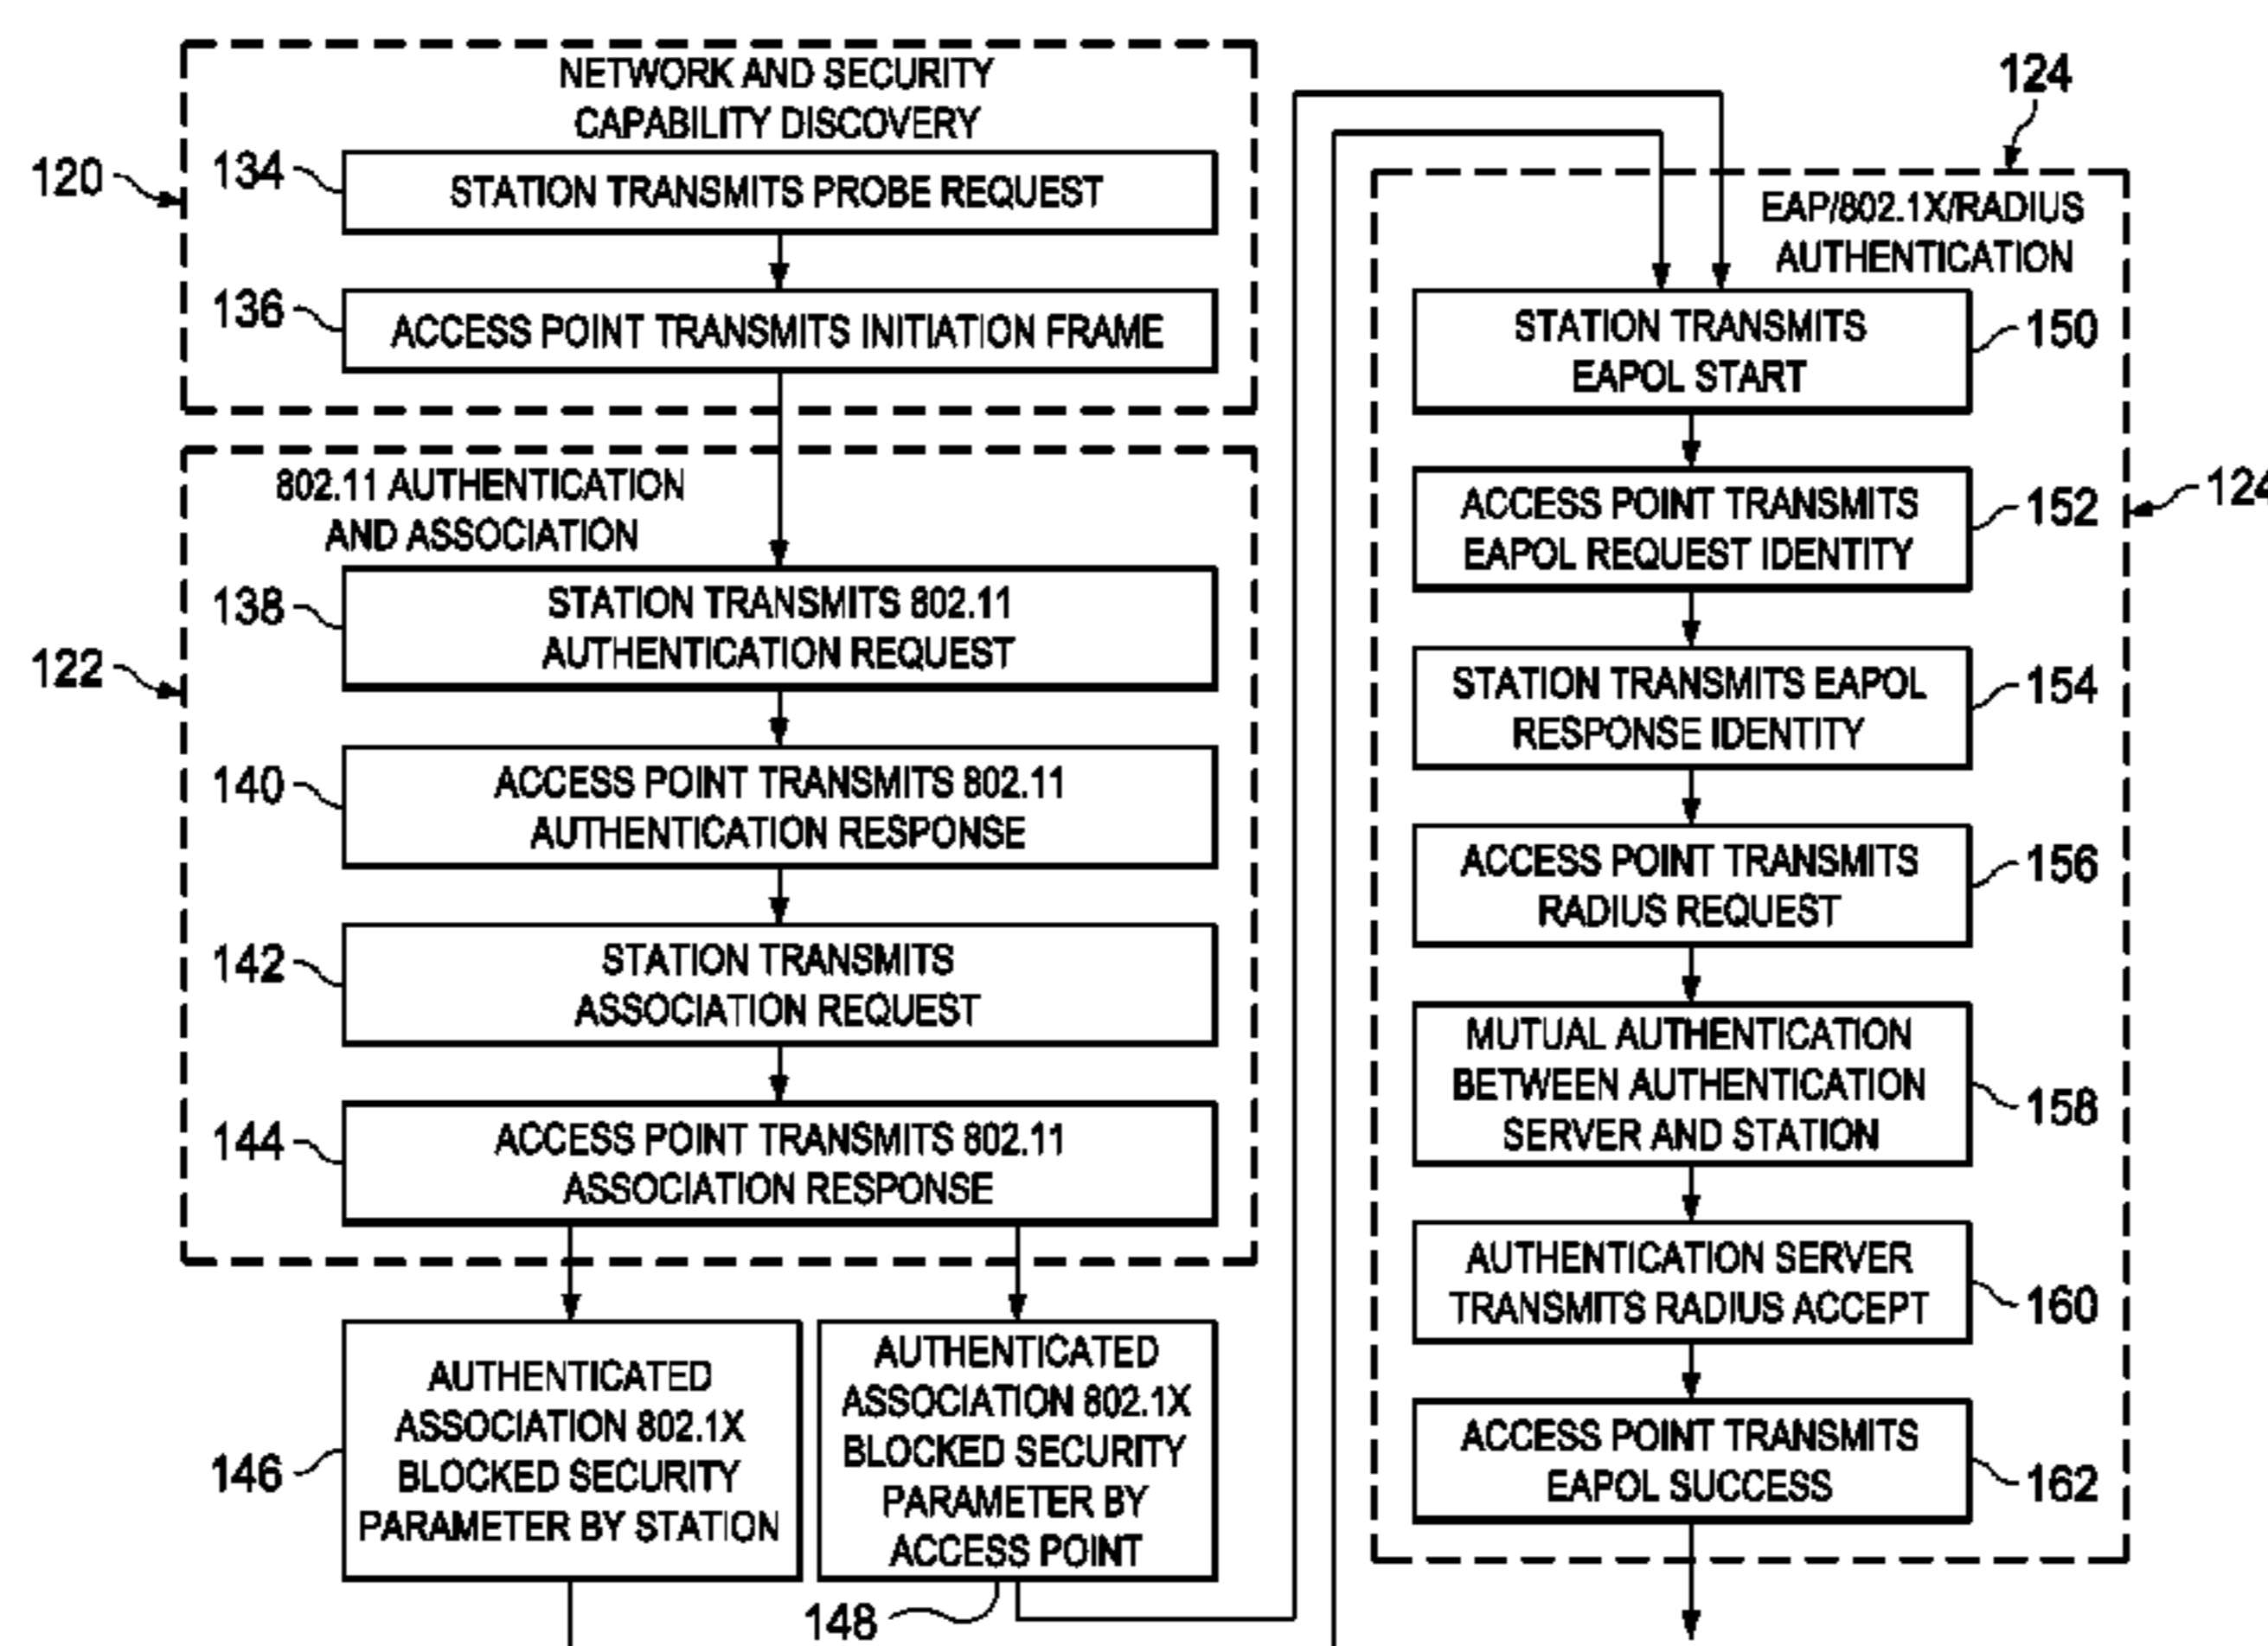 NETWORK AND SECURITY
CAPABILITY DISCOVERY
120
134
STATION TRANSMITS PROBE REQUEST
136
ACCESS POINT TRANSMITS INITIATION FRAME
802.11 AUTHENTICATION
AND ASSOCIATION
122
138
STATION TRANSMITS 802.11
AUTHENTICATION REQUEST
140
ACCESS POINT TRANSMITS 802.11
AUTHENTICATION RESPONSE
142
STATION TRANSMITS
ASSOCIATION REQUEST
144
ACCESS POINT TRANSMITS 802.11
ASSOCIATION RESPONSE
146
AUTHENTICATED
ASSOCIATION 802.1X
BLOCKED SECURITY
PARAMETER BY STATION
AUTHENTICATED
ASSOCIATION 802.1X
BLOCKED SECURITY
PARAMETER BY
ACCESS POINT
148
124
EAP/802.1X/RADIUS
AUTHENTICATION
STATION TRANSMITS
EAPOL START
150
ACCESS POINT TRANSMITS
EAPOL REQUEST IDENTITY
152
124
STATION TRANSMITS EAPOL
RESPONSE IDENTITY
154
ACCESS POINT TRANSMITS
RADIUS REQUEST
156
MUTUAL AUTHENTICATION
BETWEEN AUTHENTICATION
SERVER AND STATION
158
AUTHENTICATION SERVER
TRANSMITS RADIUS ACCEPT
160
ACCESS POINT TRANSMITS
EAPOL SUCCESS
162